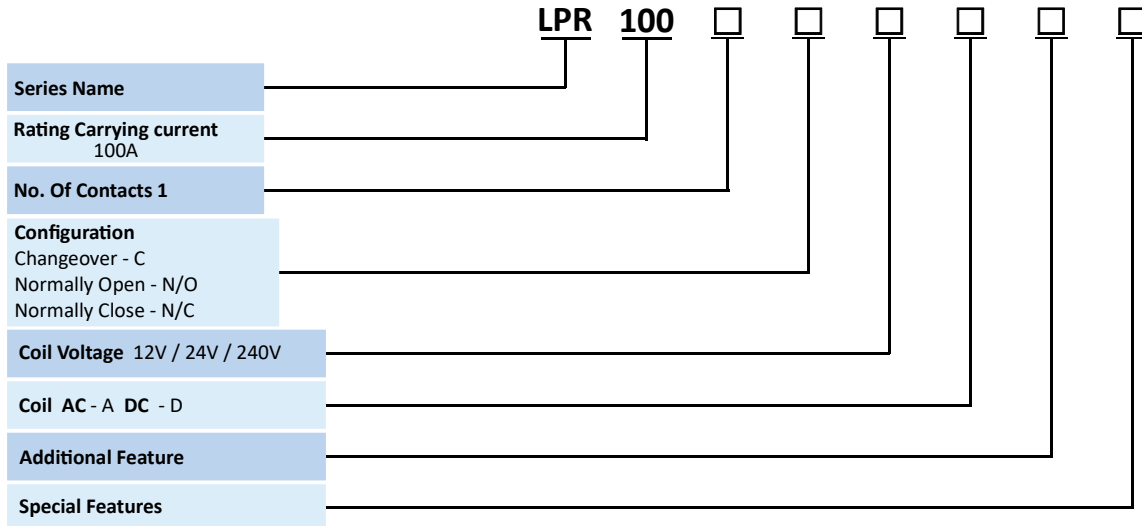 LPR 100 □ □ □ □ □ □
Series Name
Rating Carrying current
100A
No. Of Contacts 1
Configuration
Changeover - C
Normally Open - N/O
Normally Close - N/C
Coil Voltage 12V / 24V / 240V
Coil AC - A DC - D
Additional Feature
Special Features